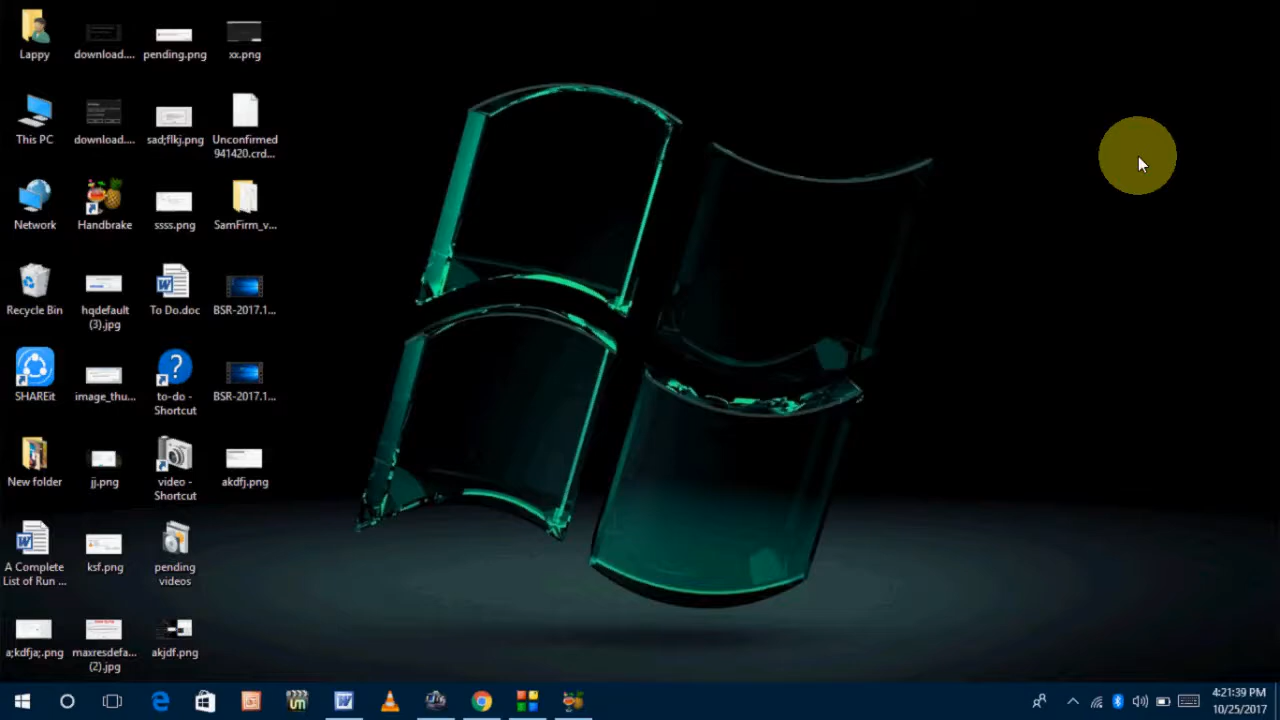 Lappy
download....
pending.png
xx.png
This PC
download....
sad;flkj.png
Unconfirmed
941420.crd...
Network
Handbrake
ssss.png
SamFirm_v...
Recycle Bin
hqdefault
(3).jpg
To Do.doc
BSR-2017.1...
SHAREit
image_thu...
to-do -
Shortcut
BSR-2017.1...
New folder
jj.png
video -
Shortcut
akdfj.png
A Complete
List of Run ...
ksf.png
pending
videos
a;kdfja;.png
maxresdefa...
(2).jpg
akjdf.png
4:21:39 PM
10/25/2017